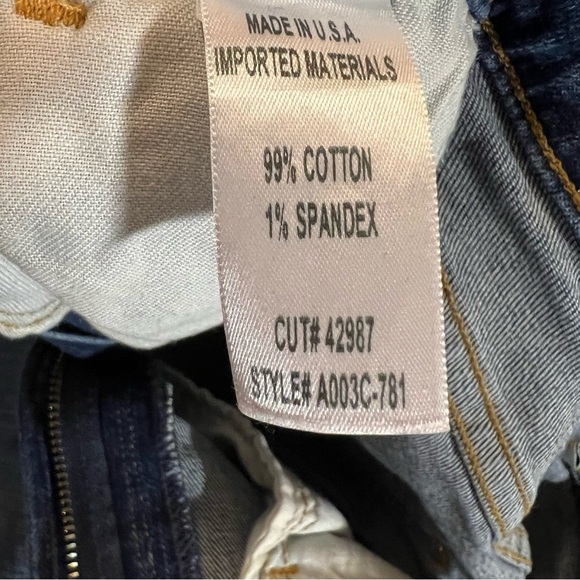 MADE IN U.S.A.
IMPORTED MATERIALS
99% COTTON
1% SPANDEX
CUT# 42987
STYLE# A003C-781